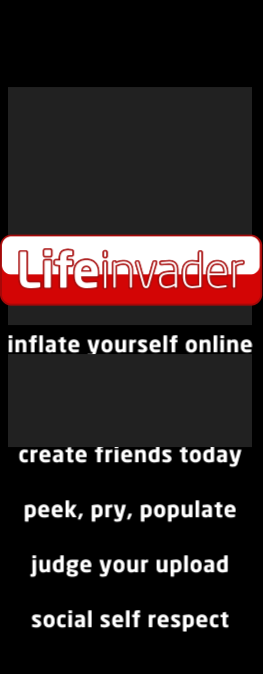 Lifeinvader
inflate yourself online
create friends today
peek, pry, populate
judge your upload
social self respect